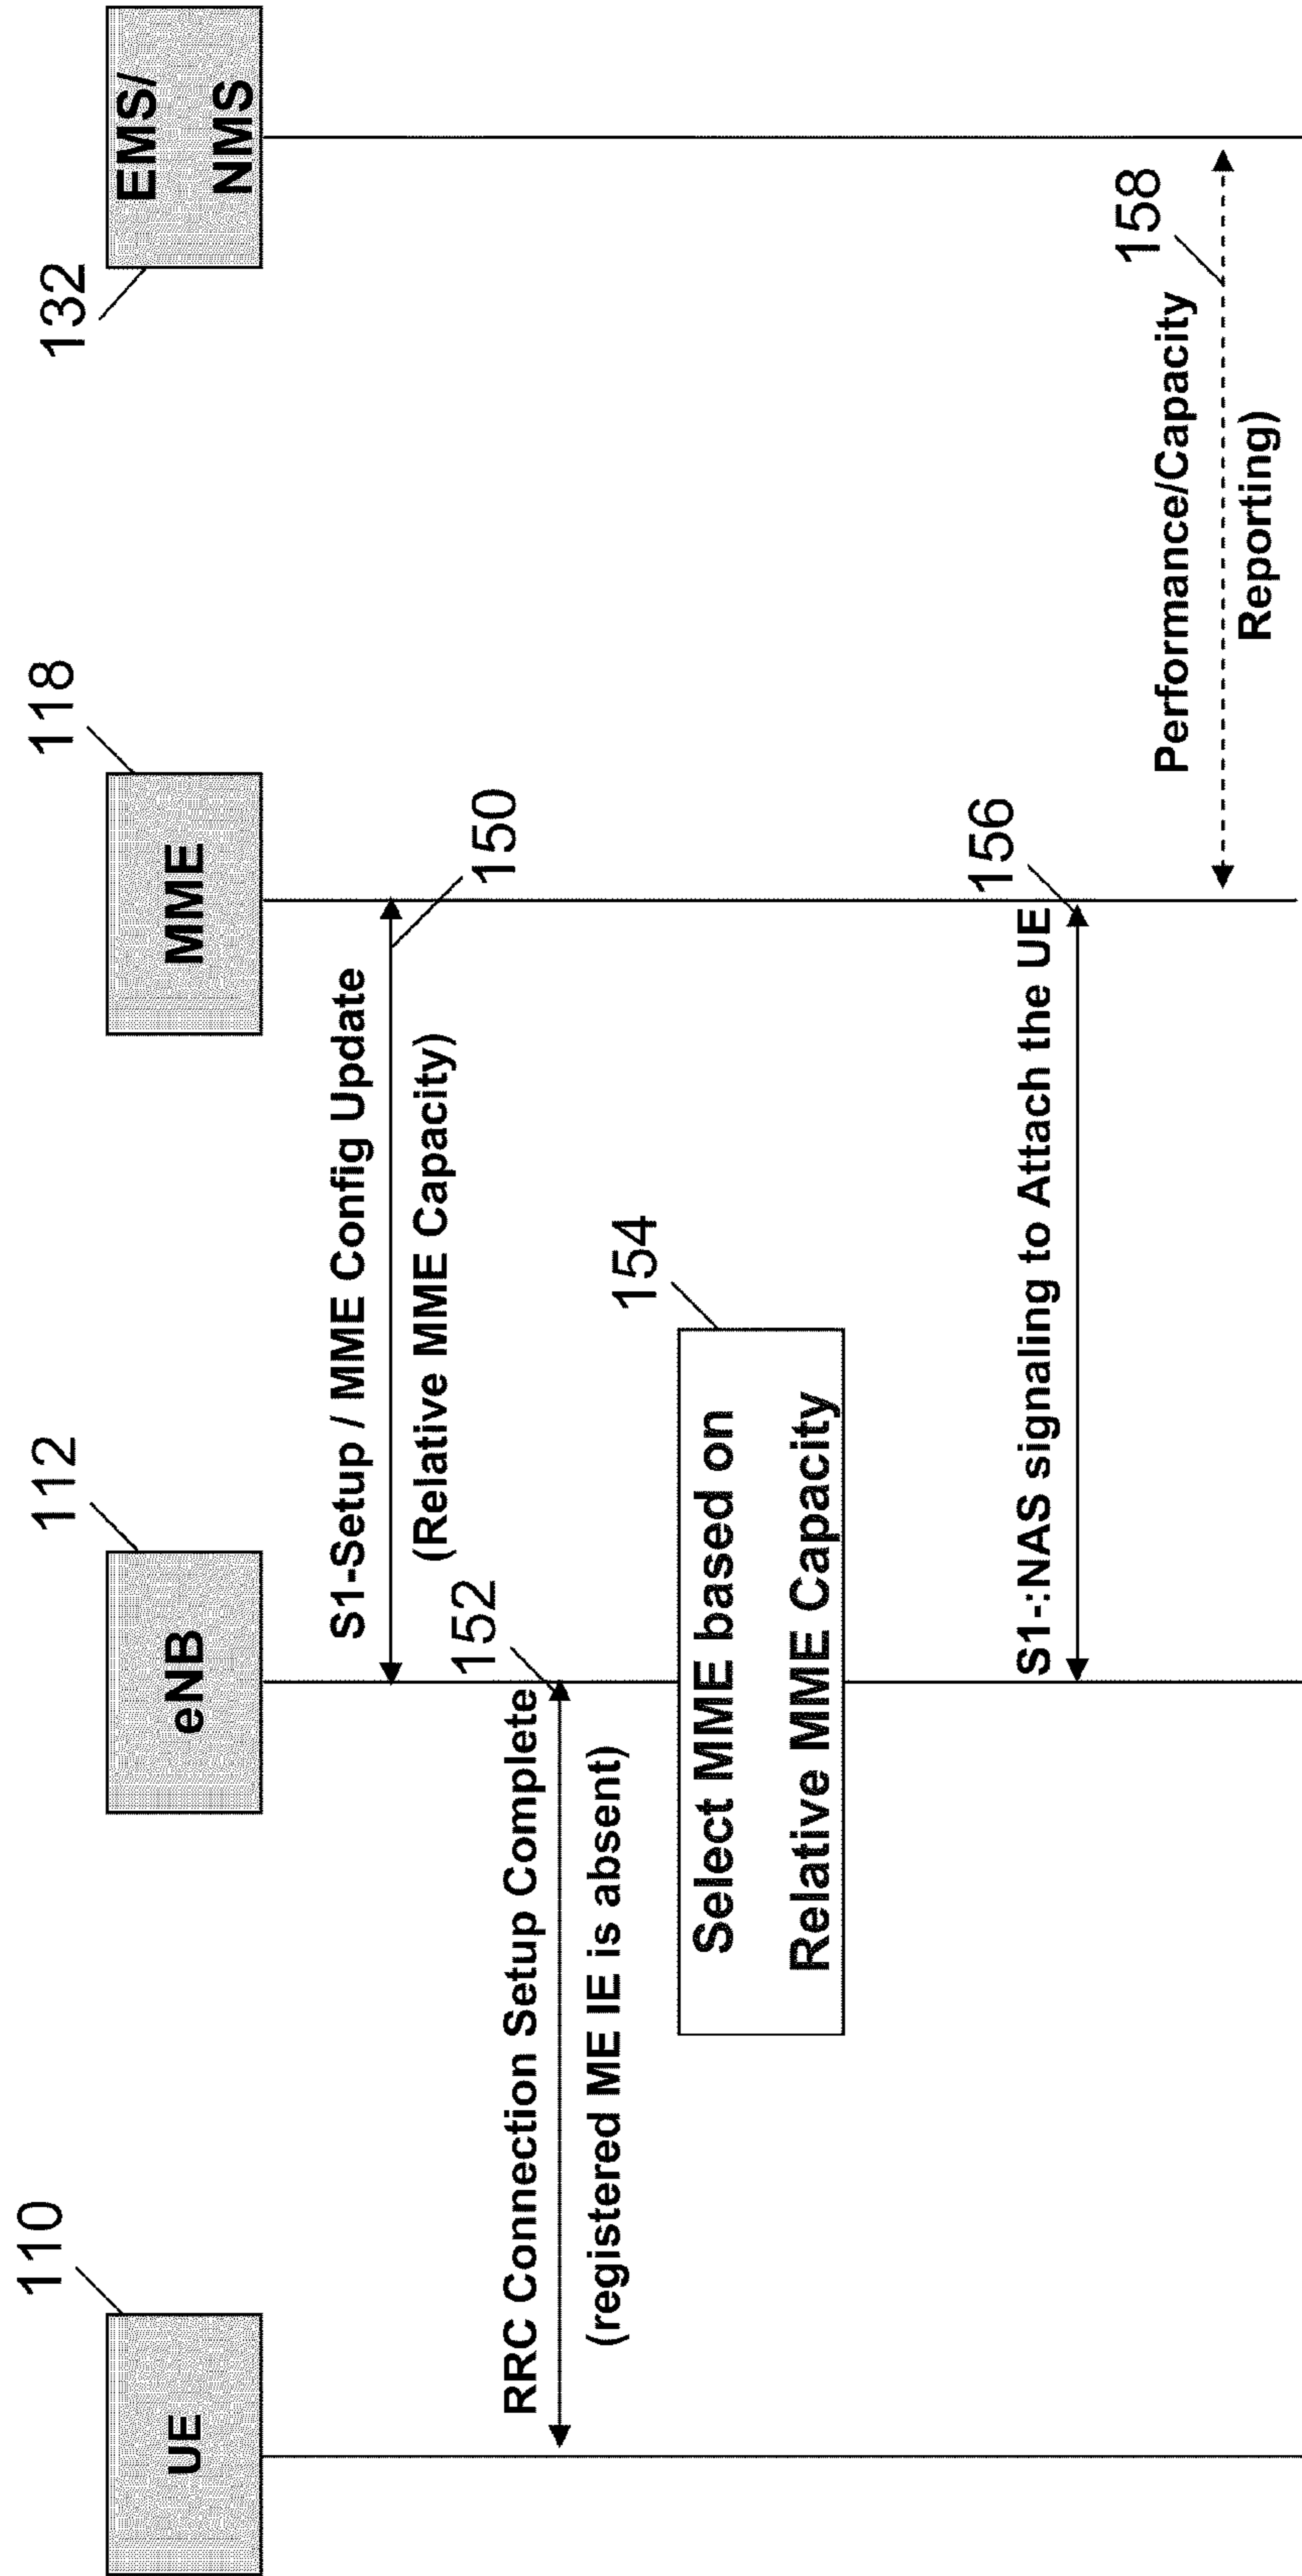 110
112
118
132
UE
eNB
MME
EMS/
NMS
S1-Setup / MME Config Update
150
(Relative MME Capacity)
152
RRC Connection Setup Complete
(registered ME IE is absent)
154
Select MME based on
Relative MME Capacity
156
S1-:NAS signaling to Attach the UE
158
Performance/Capacity
Reporting)